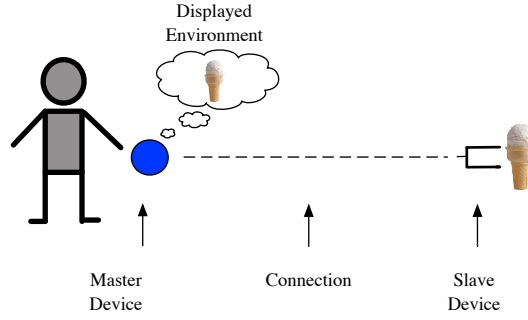 Displayed
Environment
Master
Device
Connection
Slave
Device